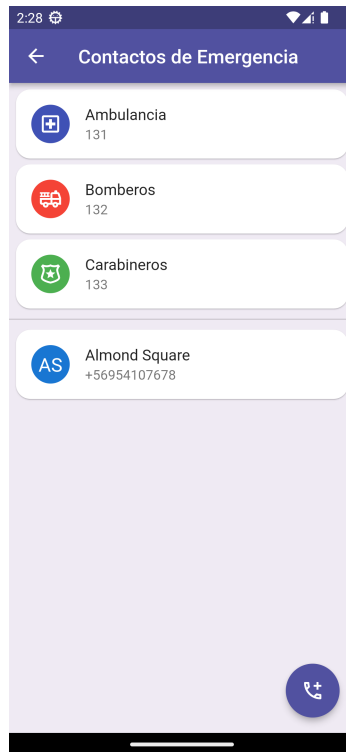 2:28
Contactos de Emergencia
Ambulancia
131
Bomberos
132
Carabineros
133
AS
Almond Square
+56954107678